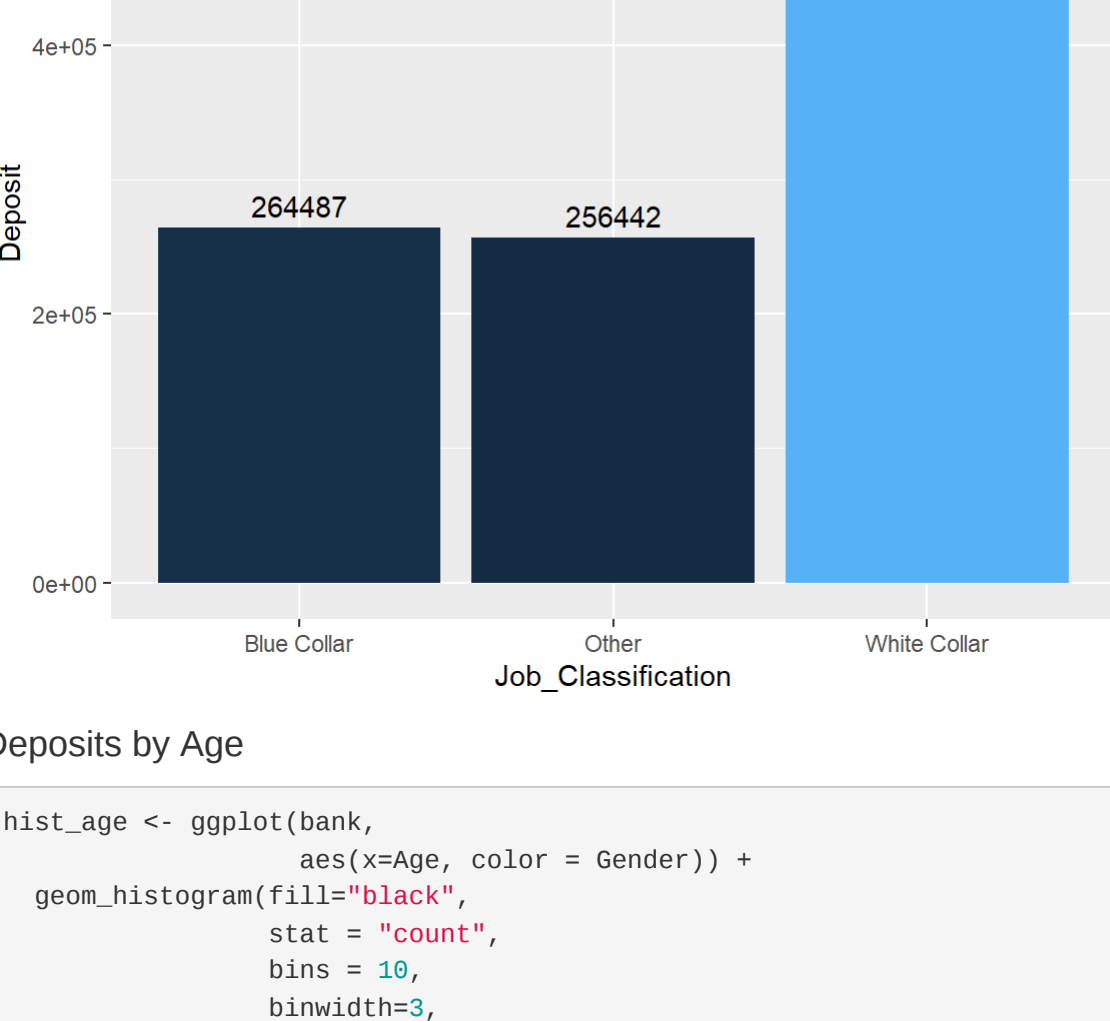 4e+05
Deposit
264487
256442
2e+05
0e+00
Blue Collar Other White Collar
Job_Classification
Deposits by Age
hist_age <- ggplot(bank,
aes(x=Age, color = Gender)) +
geom_histogram(fill="black",
stat = "count",
bins = 10,
binwidth=3,